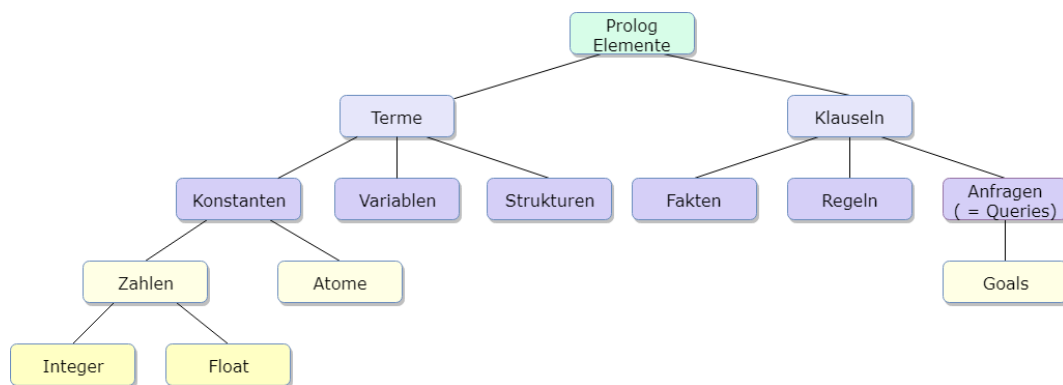 Prolog
Elemente
Terme
Klauseln
Konstanten
Variablen
Strukturen
Fakten
Regeln
Anfragen
( = Queries)
Zahlen
Atome
Goals
Integer
Float